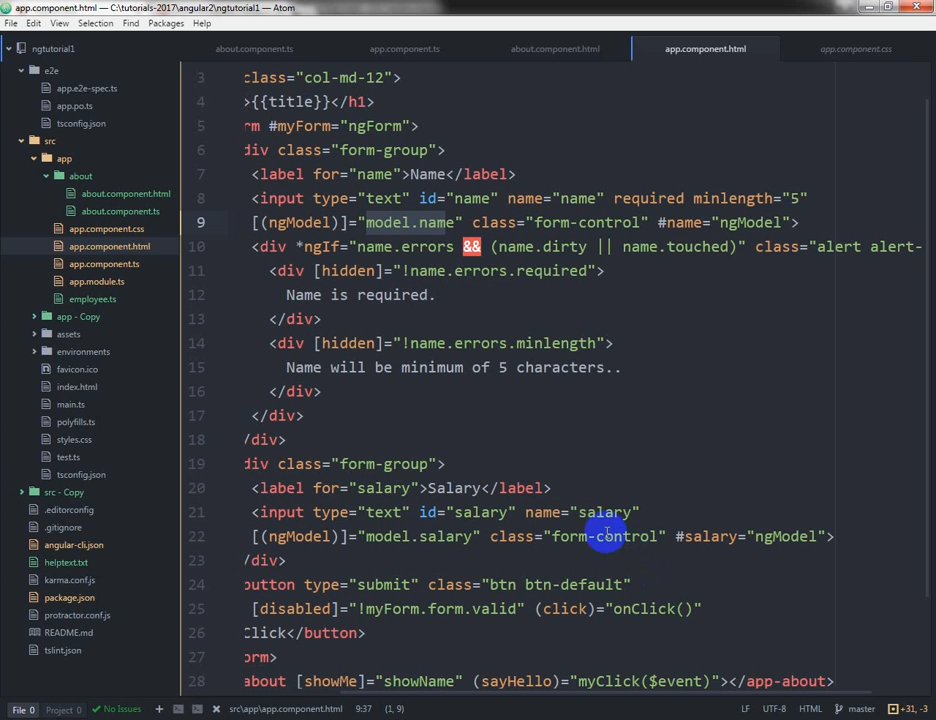 app.component.html — C:\tutorials-2017\angular2\ngtutorial1 — Atom
File Edit View Selection Find Packages Help
ngtutorial1
e2e
app.e2e-spec.ts
app.po.ts
tsconfig.json
src
app
about
about.component.html
about.component.ts
app.component.css
app.component.html
app.component.ts
app.module.ts
employee.ts
app - Copy
assets
environments
favicon.ico
index.html
main.ts
polyfills.ts
styles.css
test.ts
tsconfig.json
src - Copy
.editorconfig
.gitignore
angular-cli.json
helptext.txt
karma.conf.js
package.json
protractor.conf.js
README.md
tslint.json
about.component.ts app.component.ts about.component.html app.component.html app.component.css
3 class="col-md-12">
4 >{{title}}</h1>
5 rm #myForm="ngForm">
6 div class="form-group">
7 <label for="name">Name</label>
8 <input type="text" id="name" name="name" required minlength="5"
9 [(ngModel)]="model.name" class="form-control" #name="ngModel">
10 <div *ngIf="name.errors && (name.dirty || name.touched)" class="alert alert-
11 <div [hidden]="!name.errors.required">
12 Name is required.
13 </div>
14 <div [hidden]="!name.errors.minlength">
15 Name will be minimum of 5 characters..
16 </div>
17 </div>
18 /div>
19 div class="form-group">
20 <label for="salary">Salary</label>
21 <input type="text" id="salary" name="salary"
22 [(ngModel)]="model.salary" class="form-control" #salary="ngModel">
23 /div>
24 button type="submit" class="btn btn-default"
25 [disabled]="!myForm.form.valid" (click)="onClick()"
26 Click</button>
27 orm>
28 about [showMe]="showName" (sayHello)="myClick($event)"></app-about>
File 0 Project 0 No Issues src\app\app.component.html 9:37 (1, 9) LF UTF-8 HTML master +31, -3